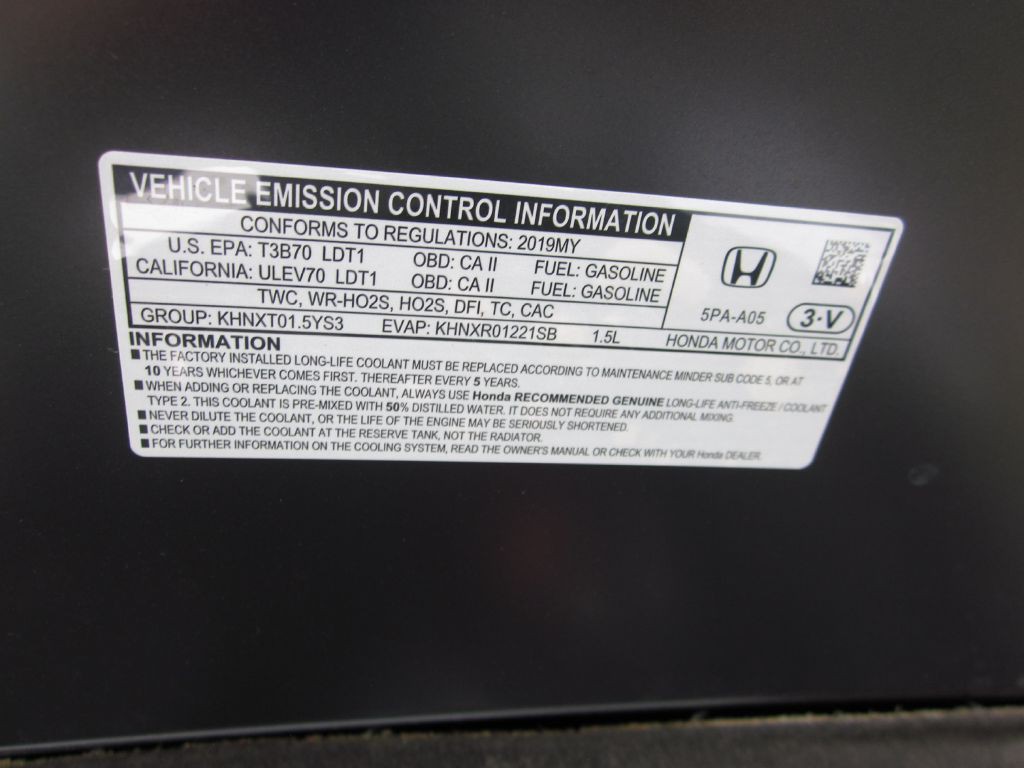 VEHICLE EMISSION CONTROL INFORMATION
CONFORMS TO REGULATIONS: 2019MY
U.S. EPA: T3B70 LDT1 OBD: CA II FUEL: GASOLINE
CALIFORNIA: ULEV70 LDT1 OBD: CA II FUEL: GASOLINE
TWC, WR-HO2S, HO2S, DFI, TC, CAC
GROUP: KHNXT01.5YS3 EVAP: KHNXR01221SB 1.5L
5PA-A05 3·V
HONDA MOTOR CO., LTD.
INFORMATION
■ THE FACTORY INSTALLED LONG-LIFE COOLANT MUST BE REPLACED ACCORDING TO MAINTENANCE MINDER SUB CODE 5, OR AT
10 YEARS WHICHEVER COMES FIRST. THEREAFTER EVERY 5 YEARS.
■ WHEN ADDING OR REPLACING THE COOLANT, ALWAYS USE Honda RECOMMENDED GENUINE LONG-LIFE ANTI-FREEZE / COOLANT
TYPE 2. THIS COOLANT IS PRE-MIXED WITH 50% DISTILLED WATER. IT DOES NOT REQUIRE ANY ADDITIONAL MIXING.
■ NEVER DILUTE THE COOLANT, OR THE LIFE OF THE ENGINE MAY BE SERIOUSLY SHORTENED.
■ CHECK OR ADD THE COOLANT AT THE RESERVE TANK, NOT THE RADIATOR.
■ FOR FURTHER INFORMATION ON THE COOLING SYSTEM, READ THE OWNER'S MANUAL OR CHECK WITH YOUR Honda DEALER.